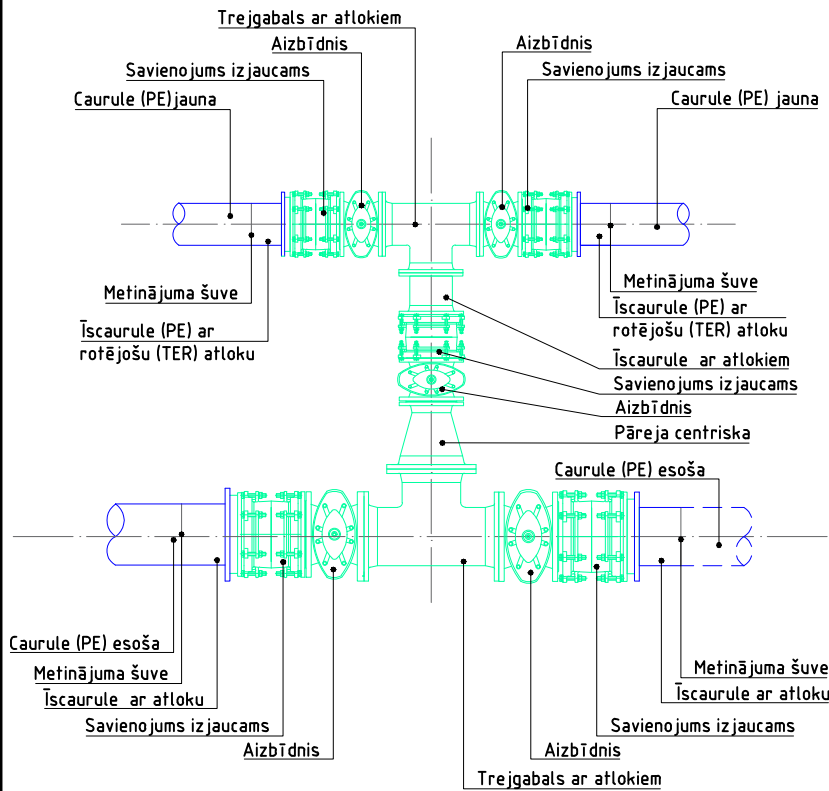 Trejgabals ar atlokiem
Aizbīdnis
Aizbīdnis
Savienojums izjaucams
Savienojums izjaucams
Caurule (PE)jauna
Caurule (PE) jauna
Metinājuma šuve
Metinājuma šuve
Īscaurule (PE) ar
rotējošu (TER) atloku
Īscaurule (PE) ar
rotējošu (TER) atloku
Īscaurule ar atlokiem
Savienojums izjaucams
Aizbīdnis
Pāreja centriska
Caurule (PE) esoša
Caurule (PE) esoša
Metinājuma šuve
Metinājuma šuve
Īscaurule ar atloku
Īscaurule ar atloku
Savienojums izjaucams
Savienojums izjaucams
Aizbīdnis
Aizbīdnis
Trejgabals ar atlokiem